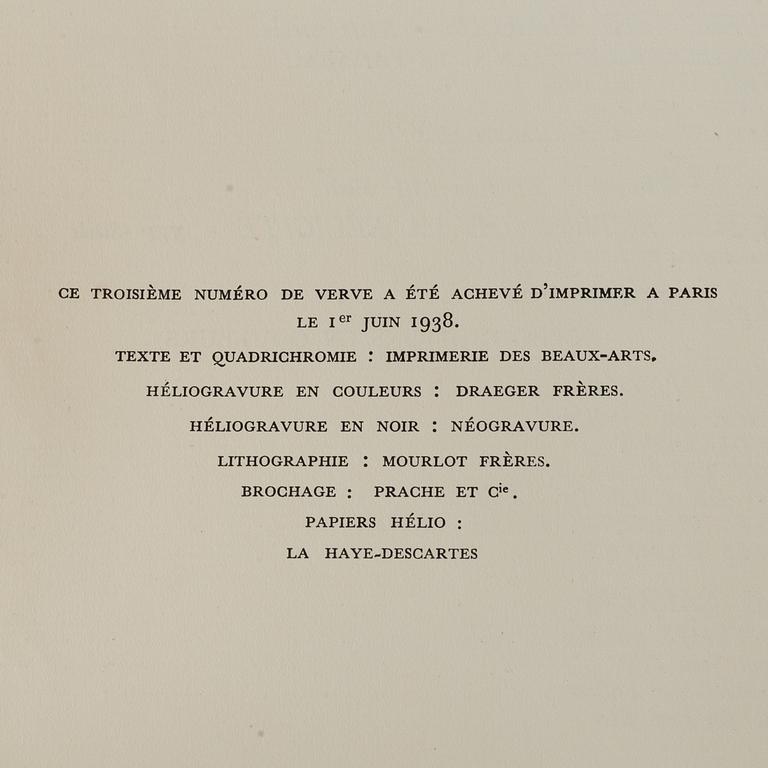 CE TROISIÈME NUMÉRO DE VERVE A ÉTÉ ACHEVÉ D'IMPRIMER A PARIS
LE 1er JUIN 1938.
TEXTE ET QUADRICHROMIE : IMPRIMERIE DES BEAUX-ARTS.
HÉLIOGRAVURE EN COULEURS : DRAEGER FRÈRES.
HÉLIOGRAVURE EN NOIR : NÉOGRAVURE.
LITHOGRAPHIE : MOURLOT FRÈRES.
BROCHAGE : PRACHE ET Cie.
PAPIERS HÉLIO :
LA HAYE-DESCARTES